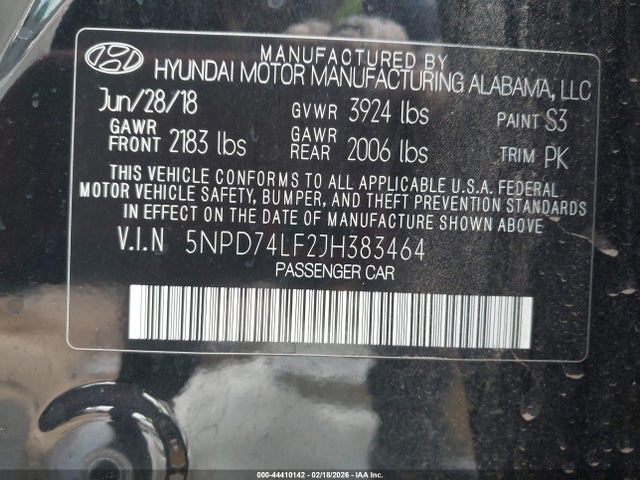 MANUFACTURED BY
HYUNDAI MOTOR MANUFACTURING ALABAMA, LLC
Jun/28/18 GVWR 3924 lbs PAINT S3
GAWR FRONT 2183 lbs GAWR REAR 2006 lbs TRIM PK
THIS VEHICLE CONFORMS TO ALL APPLICABLE U.S.A. FEDERAL
MOTOR VEHICLE SAFETY, BUMPER, AND THEFT PREVENTION STANDARDS
IN EFFECT ON THE DATE OF MANUFACTURE SHOWN ABOVE.
V.I.N 5NPD74LF2JH383464
PASSENGER CAR
000-44410142 - 02/18/2026 - IAA Inc.